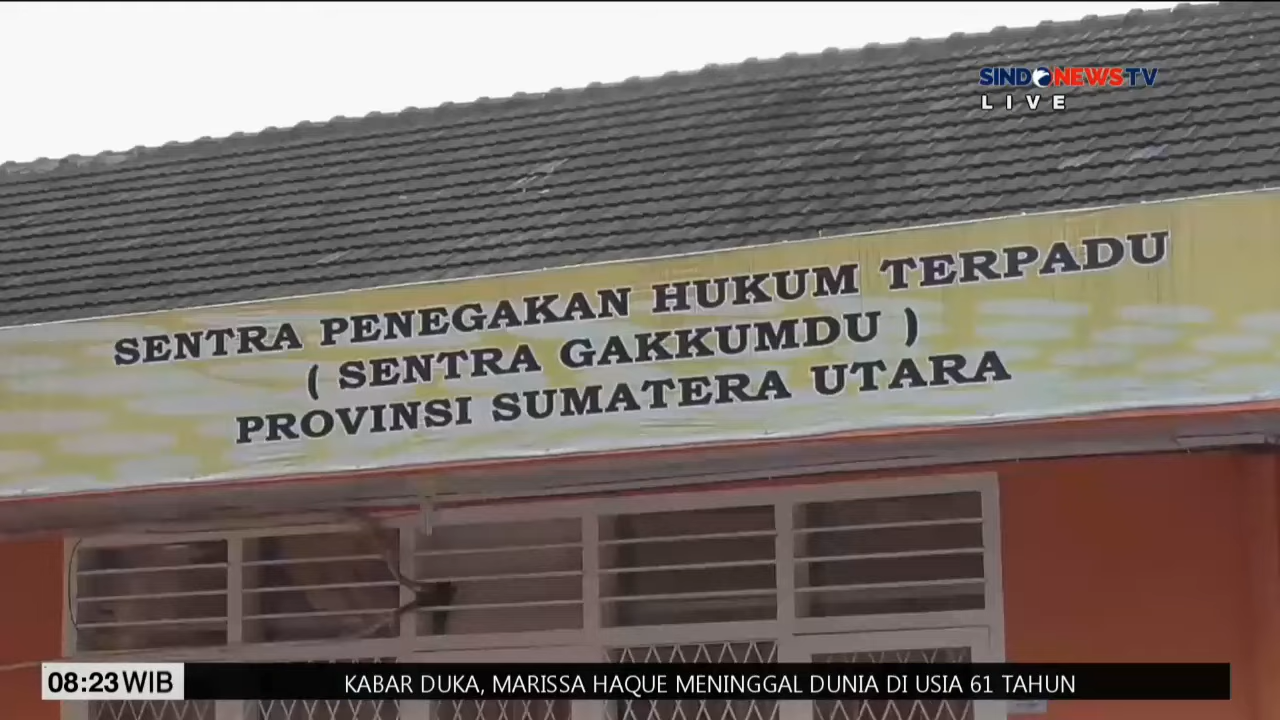 SINDONEWSTV
LIVE
SENTRA PENEGAKAN HUKUM TERPADU
( SENTRA GAKKUMDU )
PROVINSI SUMATERA UTARA
08:23 WIB
KABAR DUKA, MARISSA HAQUE MENINGGAL DUNIA DI USIA 61 TAHUN